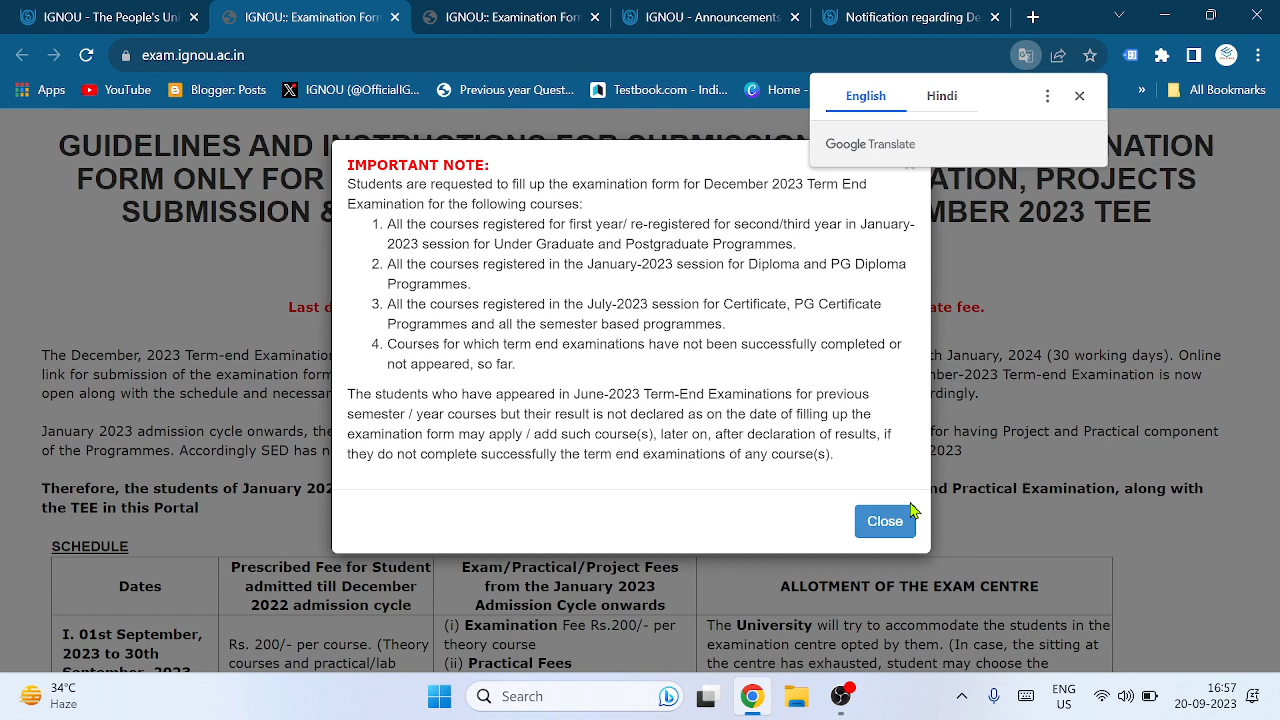 IGNOU - The People's Uni
IGNOU:: Examination Form
IGNOU:: Examination Form
IGNOU - Announcements
Notification regarding De
exam.ignou.ac.in
Apps
YouTube
Blogger: Posts
IGNOU (@OfficialIG...
Previous year Quest...
Testbook.com - Indi...
Home -
»
All Bookmarks
English
Hindi
Google Translate
GUIDELINES AND INSTRUCTIONS FOR SUBMISSION
FORM ONLY FOR
SUBMISSION &
NATION
ATION, PROJECTS
MBER 2023 TEE
IMPORTANT NOTE:
Students are requested to fill up the examination form for December 2023 Term End
Examination for the following courses:
1. All the courses registered for first year/ re-registered for second/third year in January-
2023 session for Under Graduate and Postgraduate Programmes.
2. All the courses registered in the January-2023 session for Diploma and PG Diploma
Programmes.
3. All the courses registered in the July-2023 session for Certificate, PG Certificate
Programmes and all the semester based programmes.
4. Courses for which term end examinations have not been successfully completed or
not appeared, so far.
The students who have appeared in June-2023 Term-End Examinations for previous
semester / year courses but their result is not declared as on the date of filling up the
examination form may apply / add such course(s), later on, after declaration of results, if
they do not complete successfully the term end examinations of any course(s).
Close
Last d
ate fee.
The December, 2023 Term-end Examination
th January, 2024 (30 working days). Online
link for submission of the examination form
mber-2023 Term-end Examination is now
open along with the schedule and necessar
rdingly.
January 2023 admission cycle onwards, the
for having Project and Practical component
of the Programmes. Accordingly SED has n
2023
Therefore, the students of January 202
and Practical Examination, along with
the TEE in this Portal
SCHEDULE
Dates
Prescribed Fee for Student
admitted till December
2022 admission cycle
Exam/Practical/Project Fees
from the January 2023
Admission Cycle onwards
ALLOTMENT OF THE EXAM CENTRE
I. 01st September,
2023 to 30th
September, 2023
Rs. 200/- per course. (Theory
courses and practical/lab
(i) Examination Fee Rs.200/- per
theory course
(ii) Practical Fees
The University will try to accommodate the students in the
examination centre opted by them. (In case, the sitting at
the centre has exhausted, student may choose the
34°C
Haze
Search
ENG
US
16:57
20-09-2023